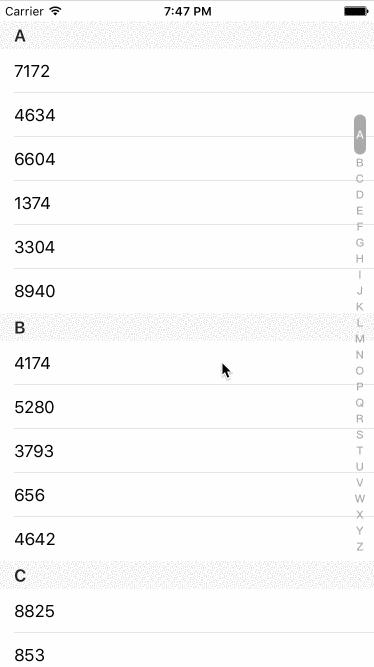 Carrier 7:47 PM
A
7172
4634
6604
1374
3304
8940
B
4174
5280
3793
656
4642
C
8825
853
A
B
C
D
E
F
G
H
I
J
K
L
M
N
O
P
Q
R
S
T
U
V
W
X
Y
Z